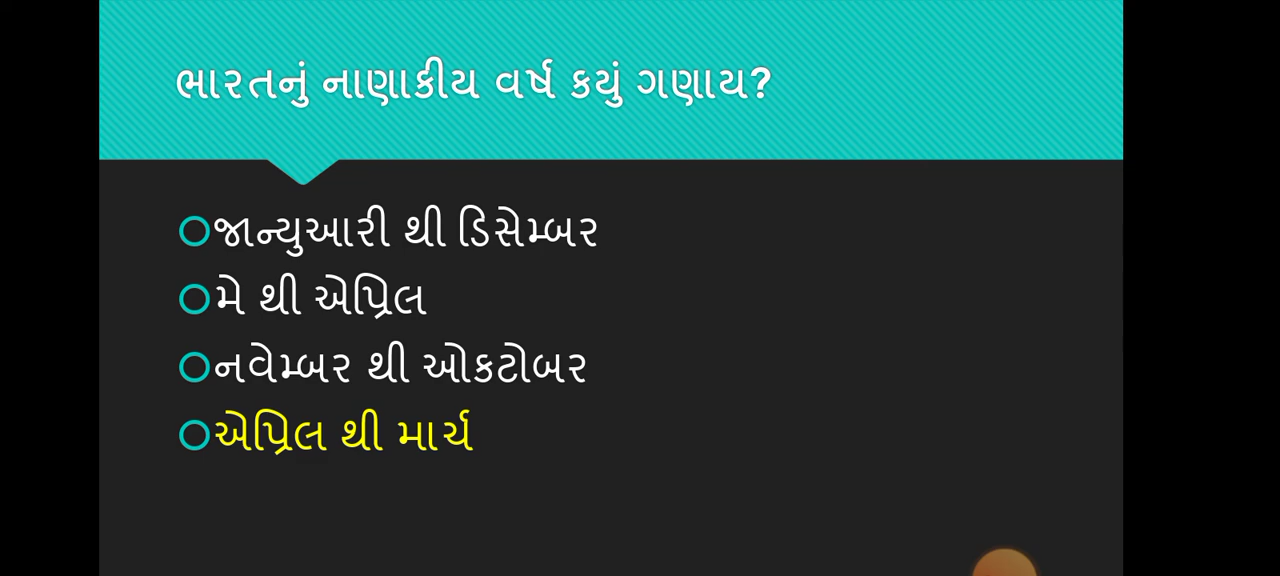 ભારતનું નાણાકીય વર્ષ કયું ગણાય?
જાન્યુઆરી થી ડિસેમ્બર
મે થી એપ્રિલ
નવેમ્બર થી ઓકટોબર
એપ્રિલ થી માર્ચ